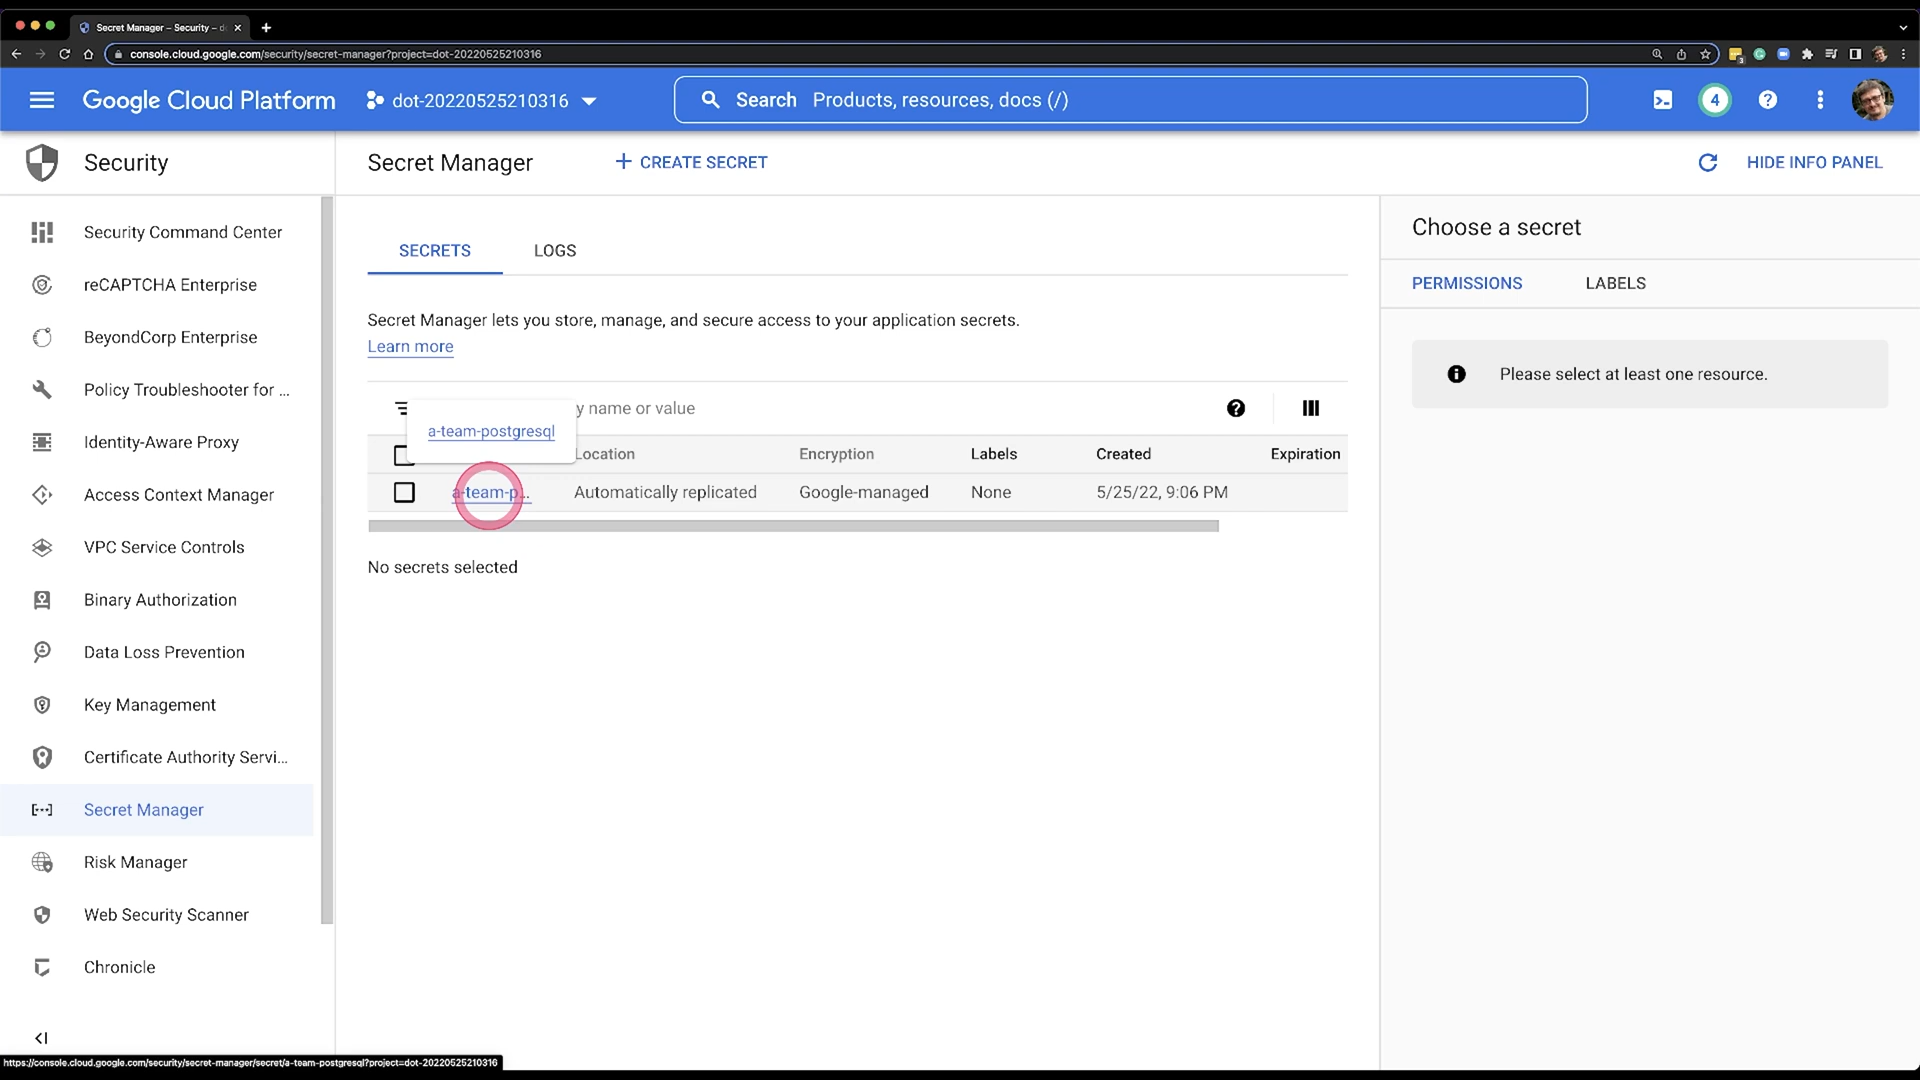 Secret Manager – Security – d
console.cloud.google.com/security/secret-manager?project=dot-20220525210316
3
Google Cloud Platform
dot-20220525210316
Search Products, resources, docs (/)
4
Security
Secret Manager
CREATE SECRET
HIDE INFO PANEL
Security Command Center
reCAPTCHA Enterprise
BeyondCorp Enterprise
Policy Troubleshooter for ...
Identity-Aware Proxy
Access Context Manager
VPC Service Controls
Binary Authorization
Data Loss Prevention
Key Management
Certificate Authority Servi...
Secret Manager
Risk Manager
Web Security Scanner
Chronicle
SECRETS
LOGS
Secret Manager lets you store, manage, and secure access to your application secrets.
Learn more
y name or value
a-team-postgresql
Location Encryption Labels Created Expiration
a-team-p... Automatically replicated Google-managed None 5/25/22, 9:06 PM
No secrets selected
Choose a secret
PERMISSIONS
LABELS
Please select at least one resource.
https://console.cloud.google.com/security/secret-manager/secret/a-team-postgresql?project=dot-20220525210316